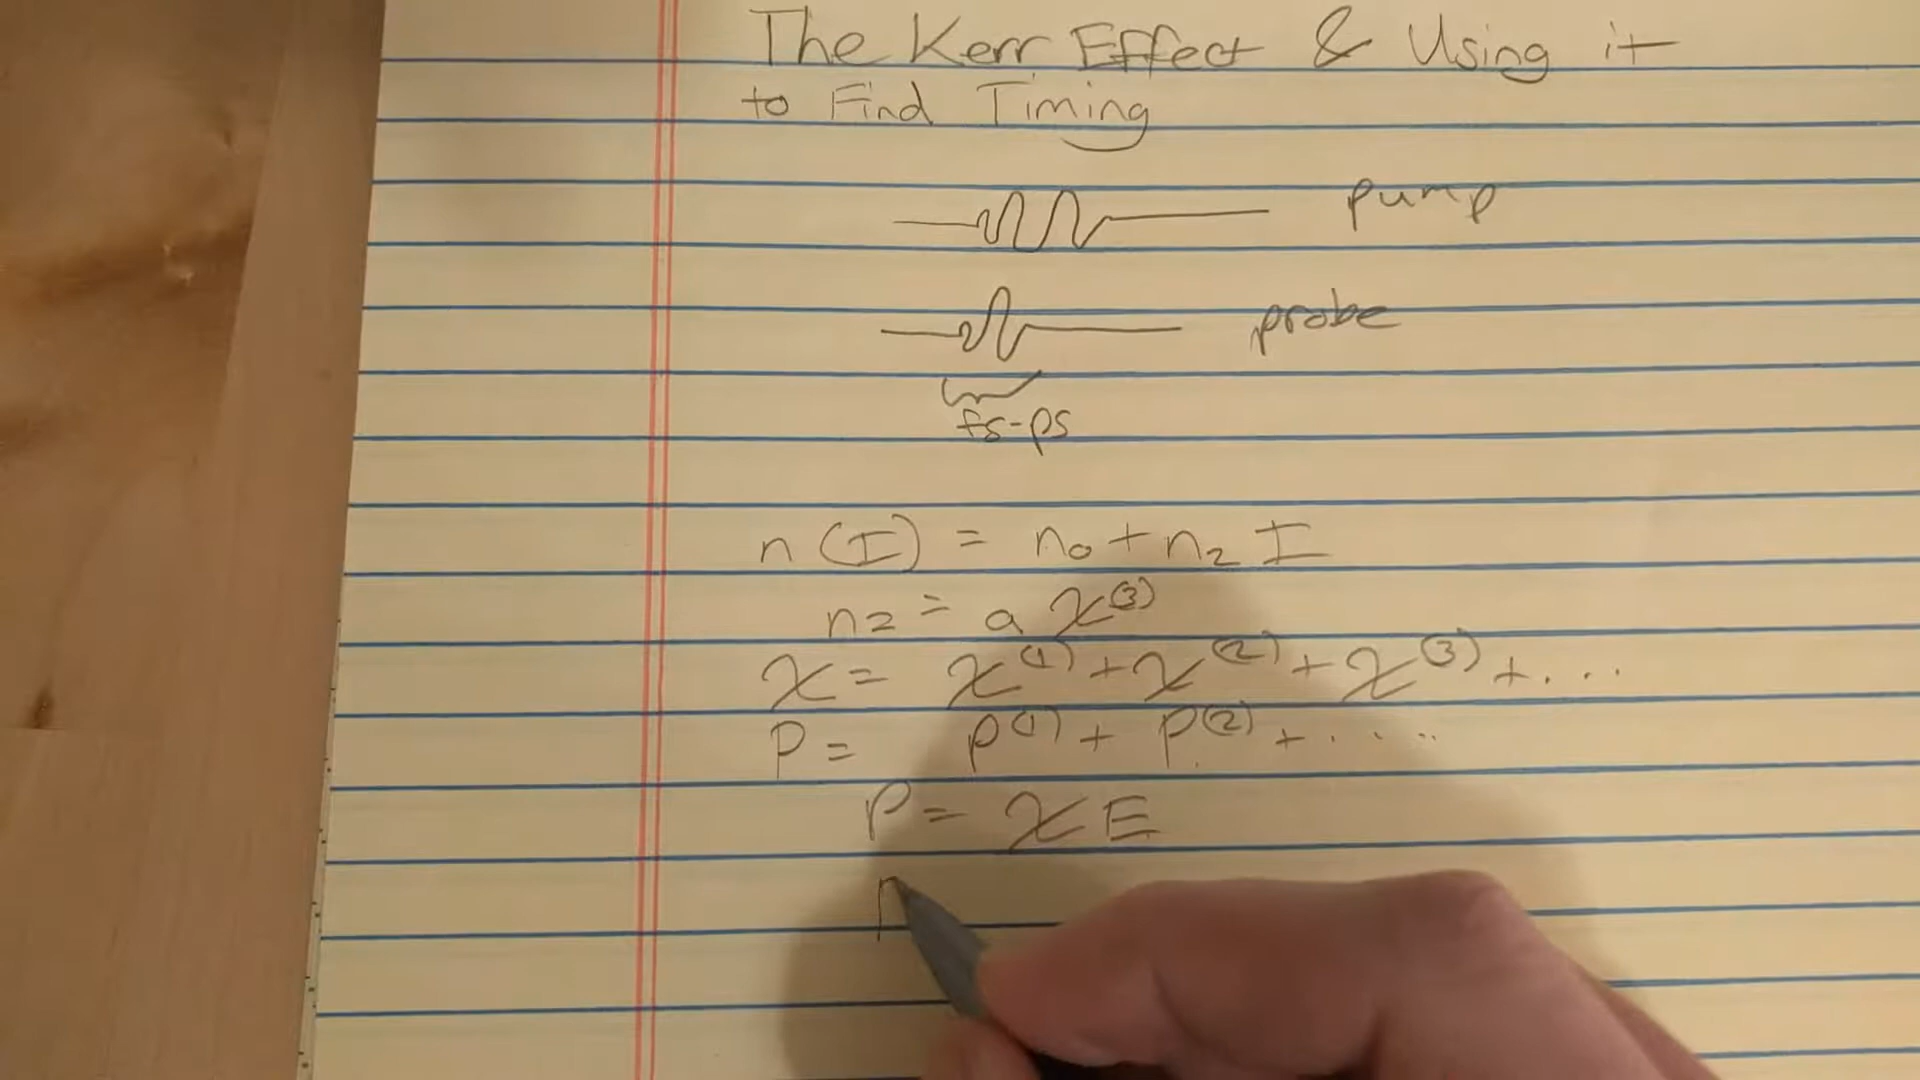 The Kerr Effect & Using it
to Find Timing
pump
probe
fs-ps
n(I) = n₀ + n₂ I
n₂ = a χ⁽³⁾
χ = χ⁽¹⁾ + χ⁽²⁾ + χ⁽³⁾ + ...
P = P⁽¹⁾ + P⁽²⁾ + .....
P = χE